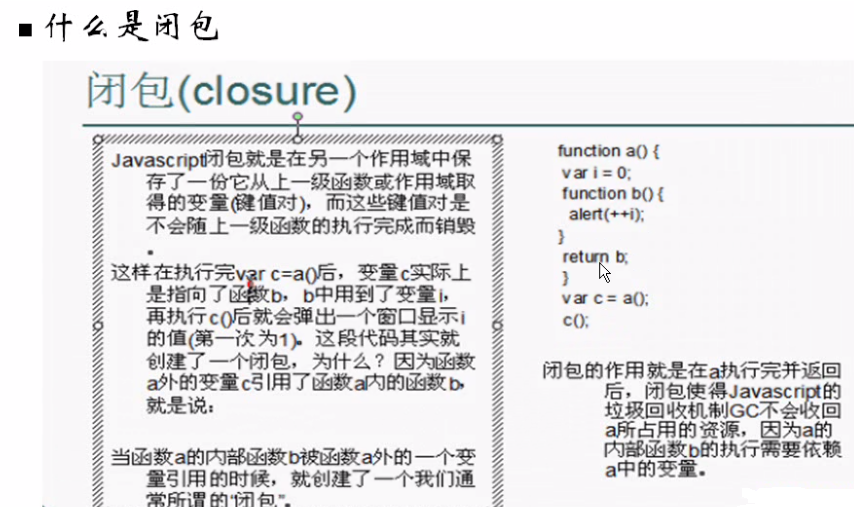 ■ 什么是闭包
闭包(closure)
Javascript闭包就是在另一个作用域中保
存了一份它从上一级函数或作用域取
得的变量(键值对)，而这些键值对是
不会随上一级函数的执行完成而销毁
。
这样在执行完var c=a()后，变量c实际上
是指向了函数b，b中用到了变量i，
再执行c()后就会弹出一个窗口显示i
的值(第一次为1)。这段代码其实就
创建了一个闭包，为什么？因为函数
a外的变量c引用了函数a内的函数b，
就是说：
当函数a的内部函数b被函数a外的一个变
量引用的时候，就创建了一个我们通
常所谓的“闭包”。
function a() {
var i = 0;
function b() {
alert(++i);
}
return b;
}
var c = a();
c();
闭包的作用就是在a执行完并返回
后，闭包使得Javascript的
垃圾回收机制GC不会收回
a所占用的资源，因为a的
内部函数b的执行需要依赖
a中的变量。